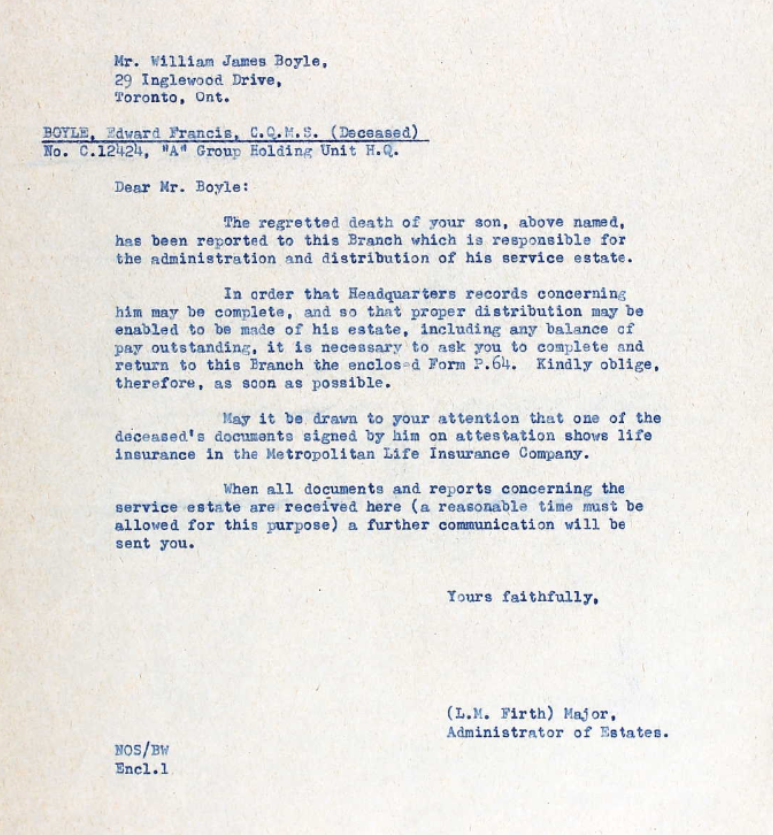 Mr. William James Boyle,
29 Inglewood Drive,
Toronto, Ont.
BOYLE, Edward Francis, C.Q.M.S. (Deceased)
No. C.12424, "A" Group Holding Unit H.Q.
Dear Mr. Boyle:
The regretted death of your son, above named,
has been reported to this Branch which is responsible for
the administration and distribution of his service estate.
In order that Headquarters records concerning
him may be complete, and so that proper distribution may be
enabled to be made of his estate, including any balance of
pay outstanding, it is necessary to ask you to complete and
return to this Branch the enclosed Form P.64. Kindly oblige,
therefore, as soon as possible.
May it be drawn to your attention that one of the
deceased's documents signed by him on attestation shows life
insurance in the Metropolitan Life Insurance Company.
When all documents and reports concerning the
service estate are received here (a reasonable time must be
allowed for this purpose) a further communication will be
sent you.
Yours faithfully,
(L.M. Firth) Major,
Administrator of Estates.
NOS/BW
Encl.1